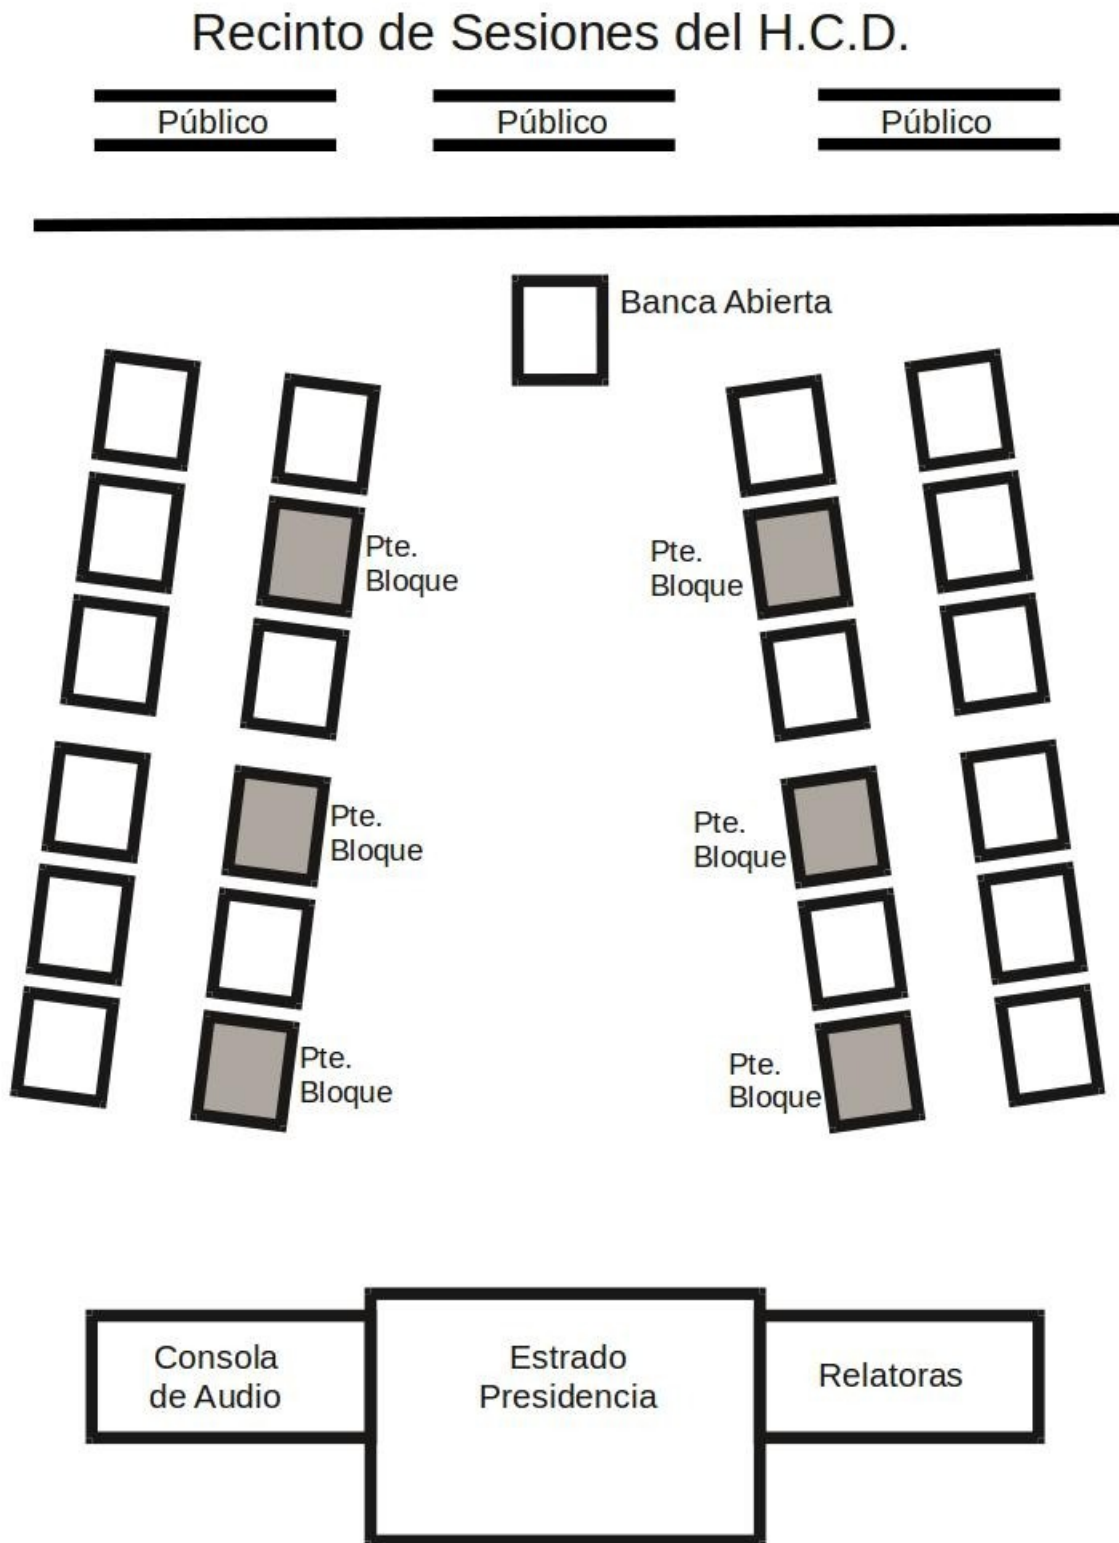 Recinto de Sesiones del H.C.D.
Público
Público
Público
Banca Abierta
Pte.
Bloque
Pte.
Bloque
Pte.
Bloque
Pte.
Bloque
Pte.
Bloque
Pte.
Bloque
Consola
de Audio
Estrado
Presidencia
Relatoras